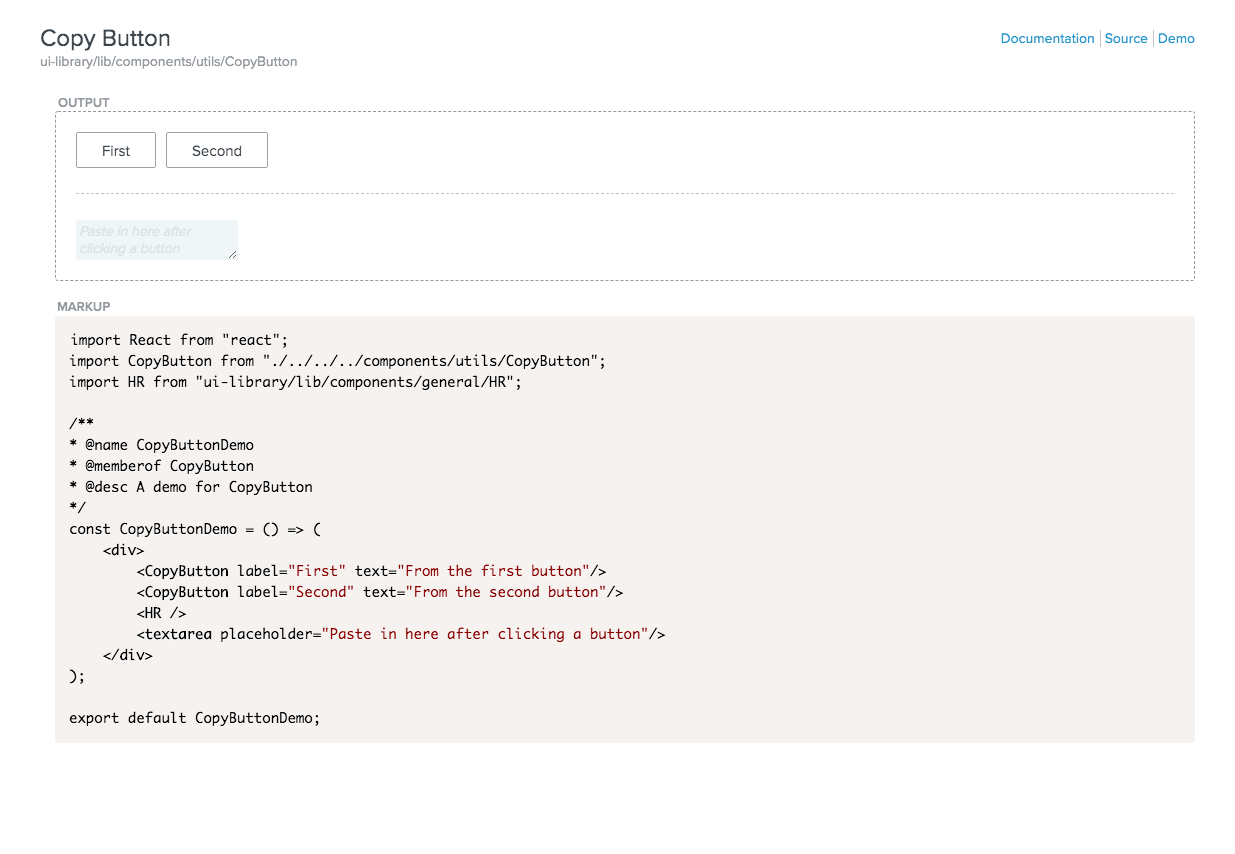 Copy Button
Documentation Source Demo
ui-library/lib/components/utils/CopyButton
OUTPUT
First Second
Paste in here after
clicking a button
MARKUP
import React from "react";
import CopyButton from "./../../../components/utils/CopyButton";
import HR from "ui-library/lib/components/general/HR";
/**
* @name CopyButtonDemo
* @memberof CopyButton
* @desc A demo for CopyButton
*/
const CopyButtonDemo = () => (
    <div>
        <CopyButton label="First" text="From the first button"/>
        <CopyButton label="Second" text="From the second button"/>
        <HR />
        <textarea placeholder="Paste in here after clicking a button"/>
    </div>
);
export default CopyButtonDemo;